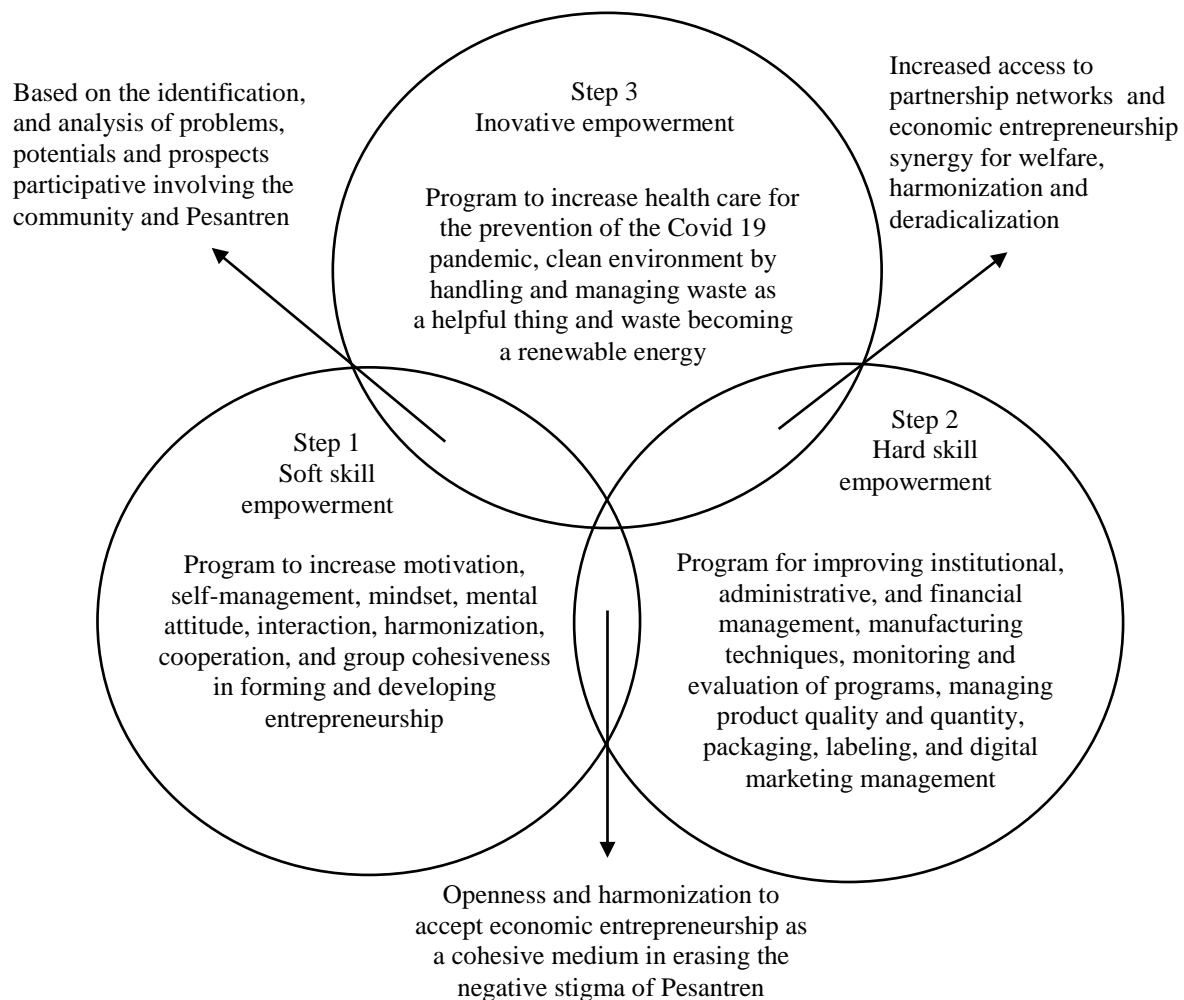 Based on the identification,
and analysis of problems,
potentials and prospects
participative involving the
community and Pesantren
Step 3
Inovative empowerment
Program to increase health care for
the prevention of the Covid 19
pandemic, clean environment by
handling and managing waste as
a helpful thing and waste becoming
a renewable energy
Increased access to
partnership networks and
economic entrepreneurship
synergy for welfare,
harmonization and
deradicalization
Step 1
Soft skill
empowerment
Program to increase motivation,
self-management, mindset, mental
attitude, interaction, harmonization,
cooperation, and group cohesiveness
in forming and developing
entrepreneurship
Step 2
Hard skill
empowerment
Program for improving institutional,
administrative, and financial
management, manufacturing
techniques, monitoring and
evaluation of programs, managing
product quality and quantity,
packaging, labeling, and digital
marketing management
Openness and harmonization to
accept economic entrepreneurship as
a cohesive medium in erasing the
negative stigma of Pesantren